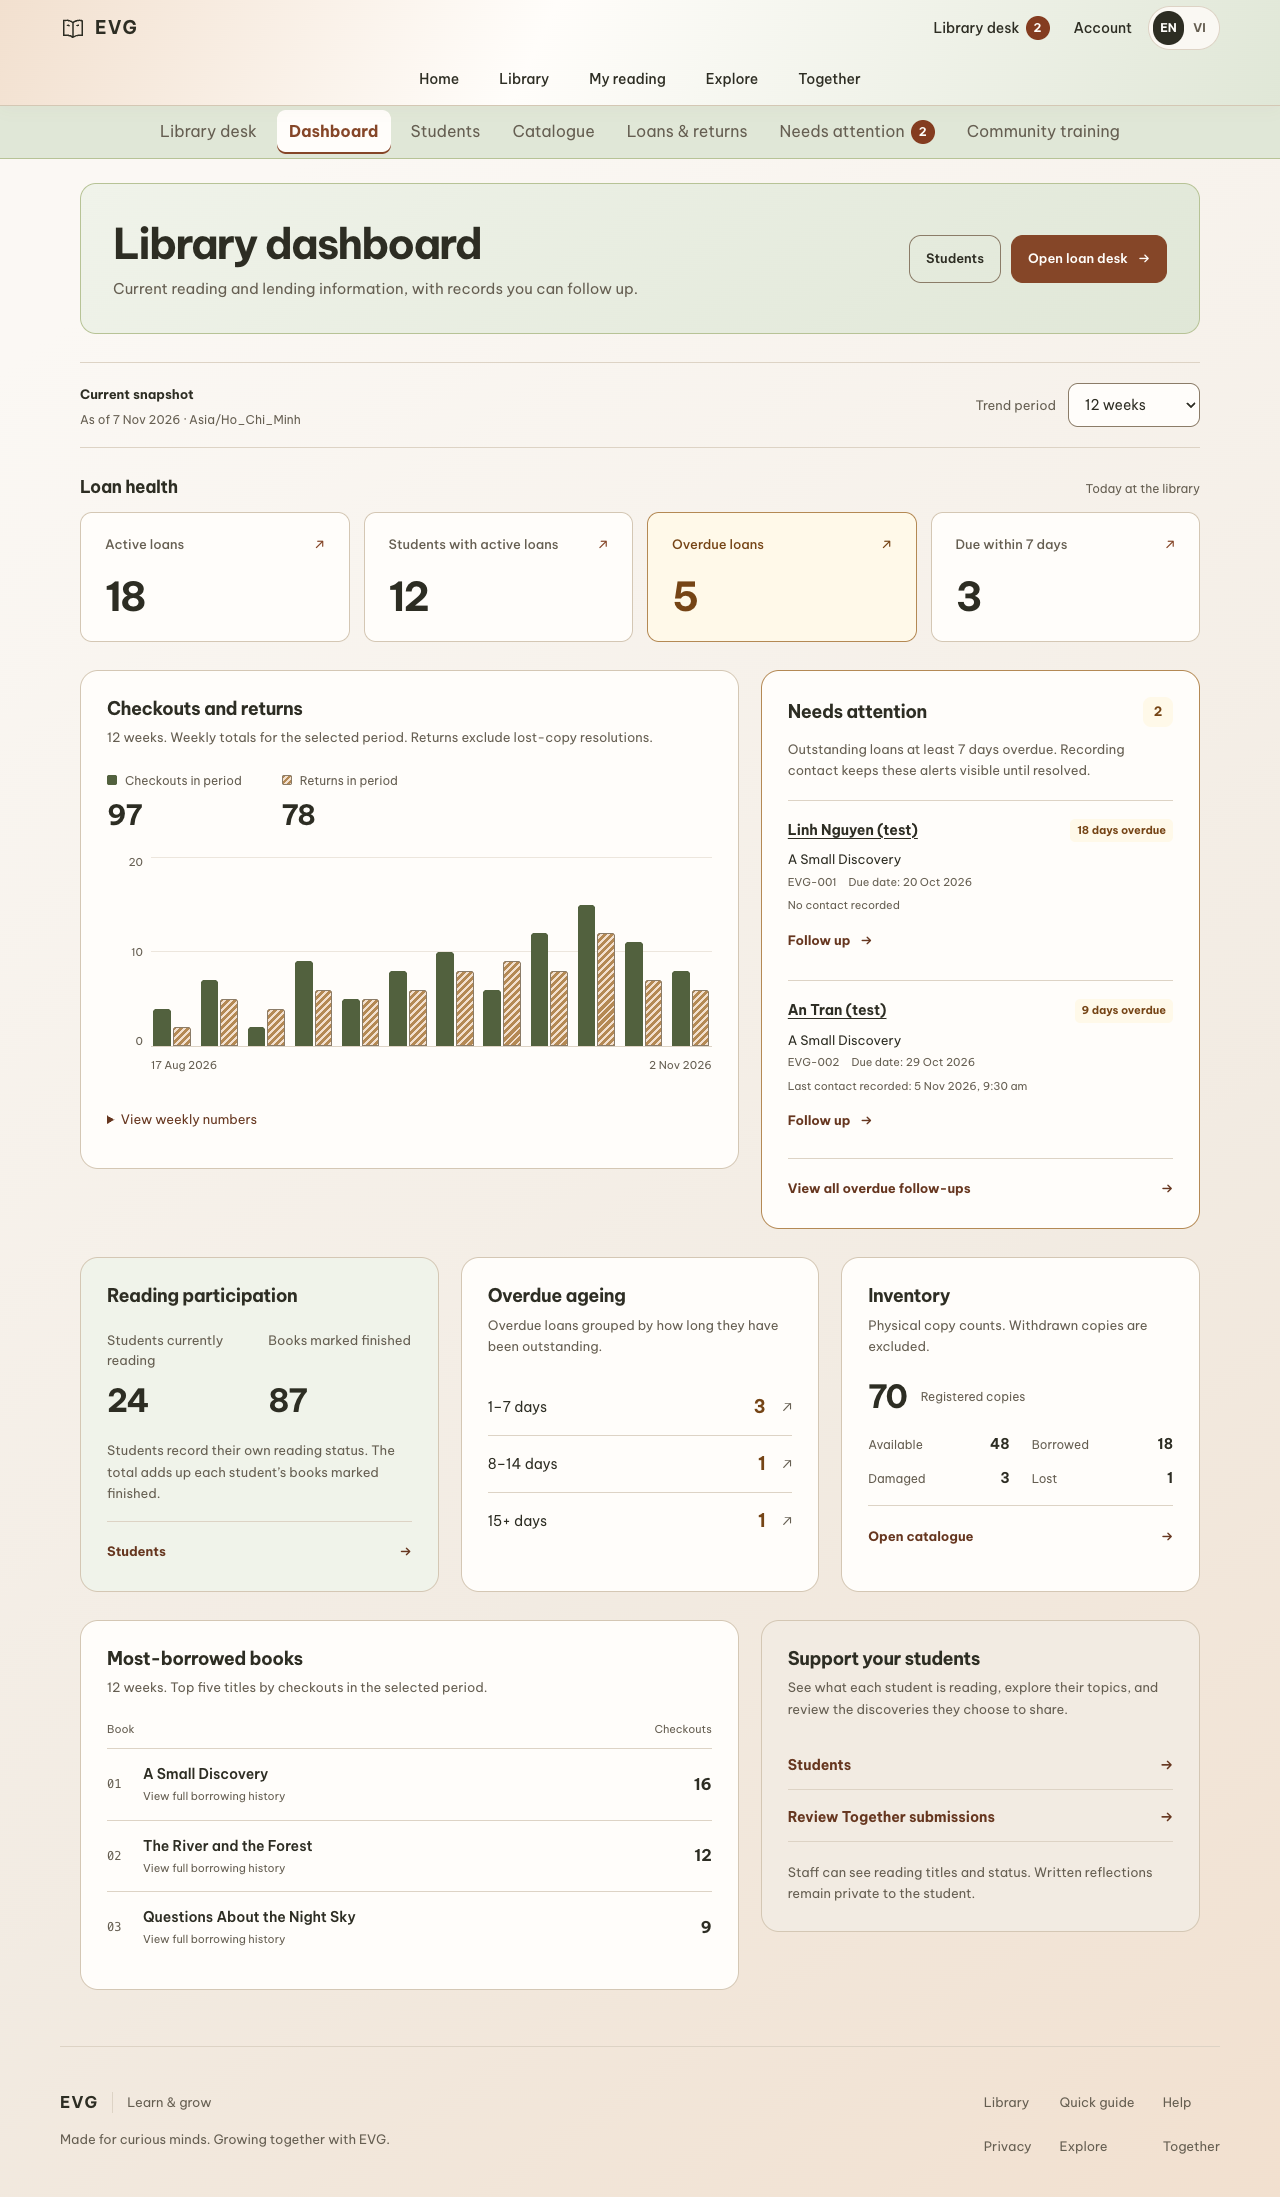 EVG
Library desk 2 Account EN VI
Home Library My reading Explore Together
Library desk Dashboard Students Catalogue Loans & returns Needs attention 2 Community training
Library dashboard
Current reading and lending information, with records you can follow up.
Students Open loan desk →
Current snapshot
As of 7 Nov 2026 · Asia/Ho_Chi_Minh
Trend period 12 weeks
Loan health
Today at the library
Active loans ↗
18
Students with active loans ↗
12
Overdue loans ↗
5
Due within 7 days ↗
3
Checkouts and returns
12 weeks. Weekly totals for the selected period. Returns exclude lost-copy resolutions.
Checkouts in period
97
Returns in period
78
20
10
0
17 Aug 2026 2 Nov 2026
▶ View weekly numbers
Needs attention 2
Outstanding loans at least 7 days overdue. Recording
contact keeps these alerts visible until resolved.
Linh Nguyen (test) 18 days overdue
A Small Discovery
EVG-001 Due date: 20 Oct 2026
No contact recorded
Follow up →
An Tran (test) 9 days overdue
A Small Discovery
EVG-002 Due date: 29 Oct 2026
Last contact recorded: 5 Nov 2026, 9:30 am
Follow up →
View all overdue follow-ups →
Reading participation
Students currently
reading
24
Books marked finished
87
Students record their own reading status. The
total adds up each student’s books marked
finished.
Students →
Overdue ageing
Overdue loans grouped by how long they have
been outstanding.
1–7 days 3 ↗
8–14 days 1 ↗
15+ days 1 ↗
Inventory
Physical copy counts. Withdrawn copies are
excluded.
70 Registered copies
Available 48 Borrowed 18
Damaged 3 Lost 1
Open catalogue →
Most-borrowed books
12 weeks. Top five titles by checkouts in the selected period.
Book Checkouts
01 A Small Discovery 16
View full borrowing history
02 The River and the Forest 12
View full borrowing history
03 Questions About the Night Sky 9
View full borrowing history
Support your students
See what each student is reading, explore their topics, and
review the discoveries they choose to share.
Students →
Review Together submissions →
Staff can see reading titles and status. Written reflections
remain private to the student.
EVG Learn & grow
Made for curious minds. Growing together with EVG.
Library Quick guide Help
Privacy Explore Together